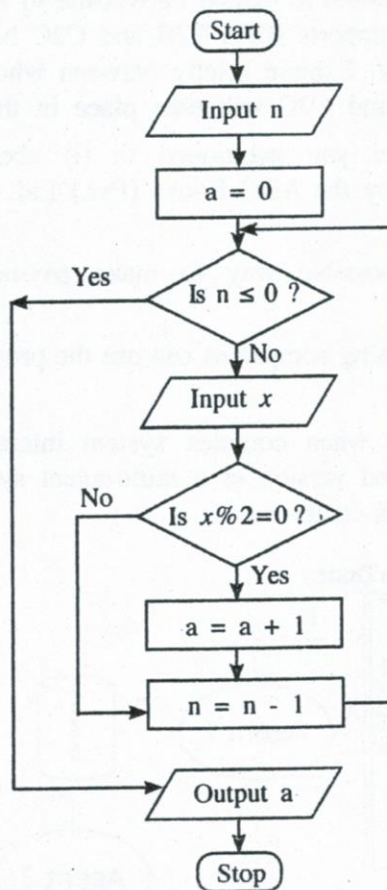 Start
Input n
a = 0
Yes
Is n ≤ 0 ?
No
Input x
No
Is x%2=0 ?
Yes
a = a + 1
n = n - 1
Output a
Stop